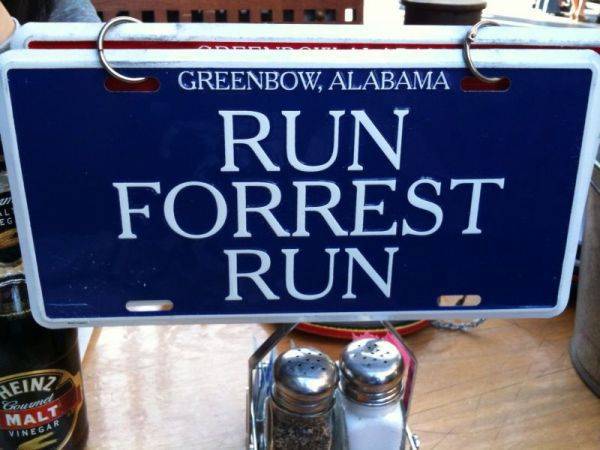 GREENBOW, ALABAMA
RUN
FORREST
RUN
HEINZ
Gourmet
MALT
VINEGAR